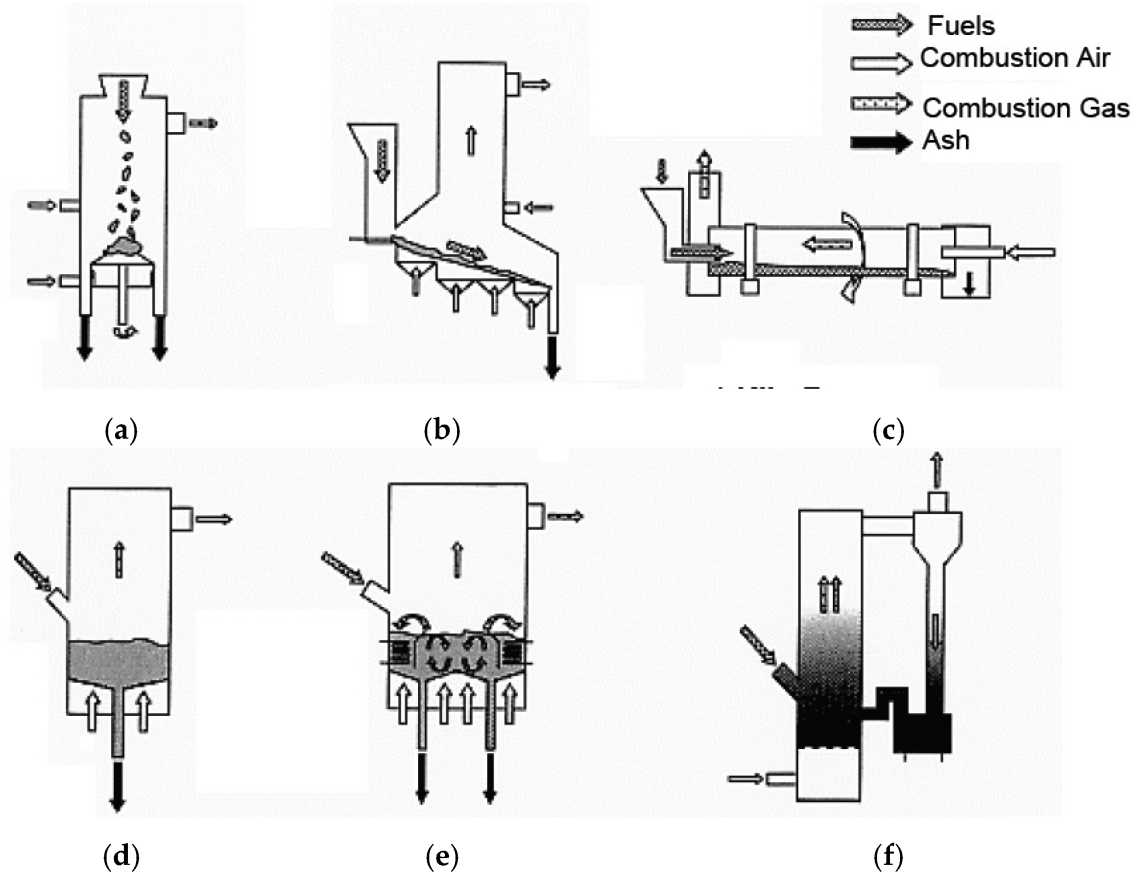 Fuels
Combustion Air
Combustion Gas
Ash
(a)
(b)
(c)
(d)
(e)
(f)